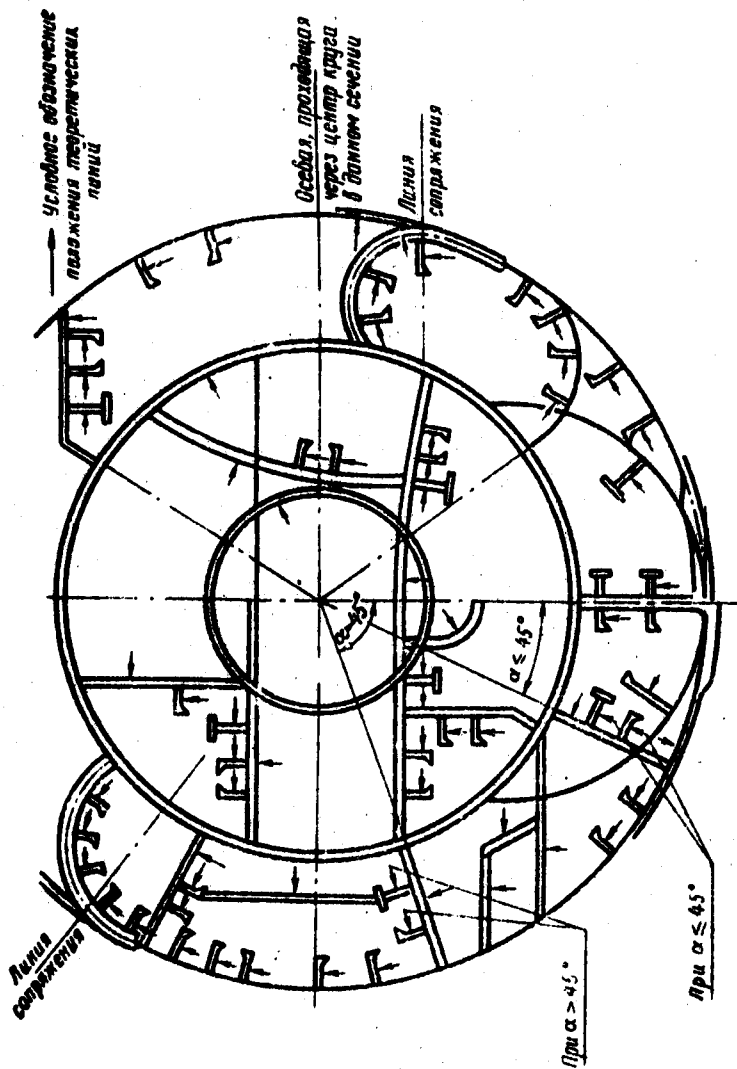 Условное обозначение
положения теоретических
линий
Осевая, проходящая
через центр круга
в данном сечении
Линия
сопряжения
Линия
сопряжения
α=45°
α ≤ 45°
При α > 45°
При α ≤ 45°